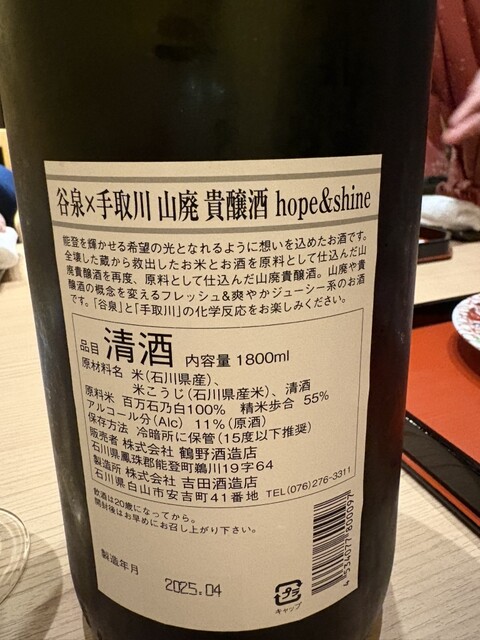 谷泉×手取川 山廃 貴醸酒 hope&shine
能登を輝かせる希望の光となれるように想いを込めたお酒です。
全壊した蔵から救出したお米とお酒を原料として仕込んだ山
廃貴醸酒を再度、原料として仕込んだ山廃貴醸酒。山廃や貴
醸酒の概念を変えるフレッシュ&爽やかジューシー系のお酒
です。「谷泉」と「手取川」の化学反応をお楽しみください。
品目 清酒 内容量 1800ml
原材料名 米(石川県産)、
米こうじ(石川県産米)、清酒
原料米 百万石乃白100% 精米歩合 55%
アルコール分(Alc) 11%(原酒)
保存方法 冷暗所に保管(15度以下推奨)
販売者 株式会社 鶴野酒造店
石川県鳳珠郡能登町鵜川19字64
製造所 株式会社 吉田酒造店
石川県白山市安吉町41番地 TEL(076)276-3311
飲酒は20歳になってから。
開封後はお早めにお召し上がり下さい。
製造年月 2025.04
プラ
キャップ
4 534077 800097